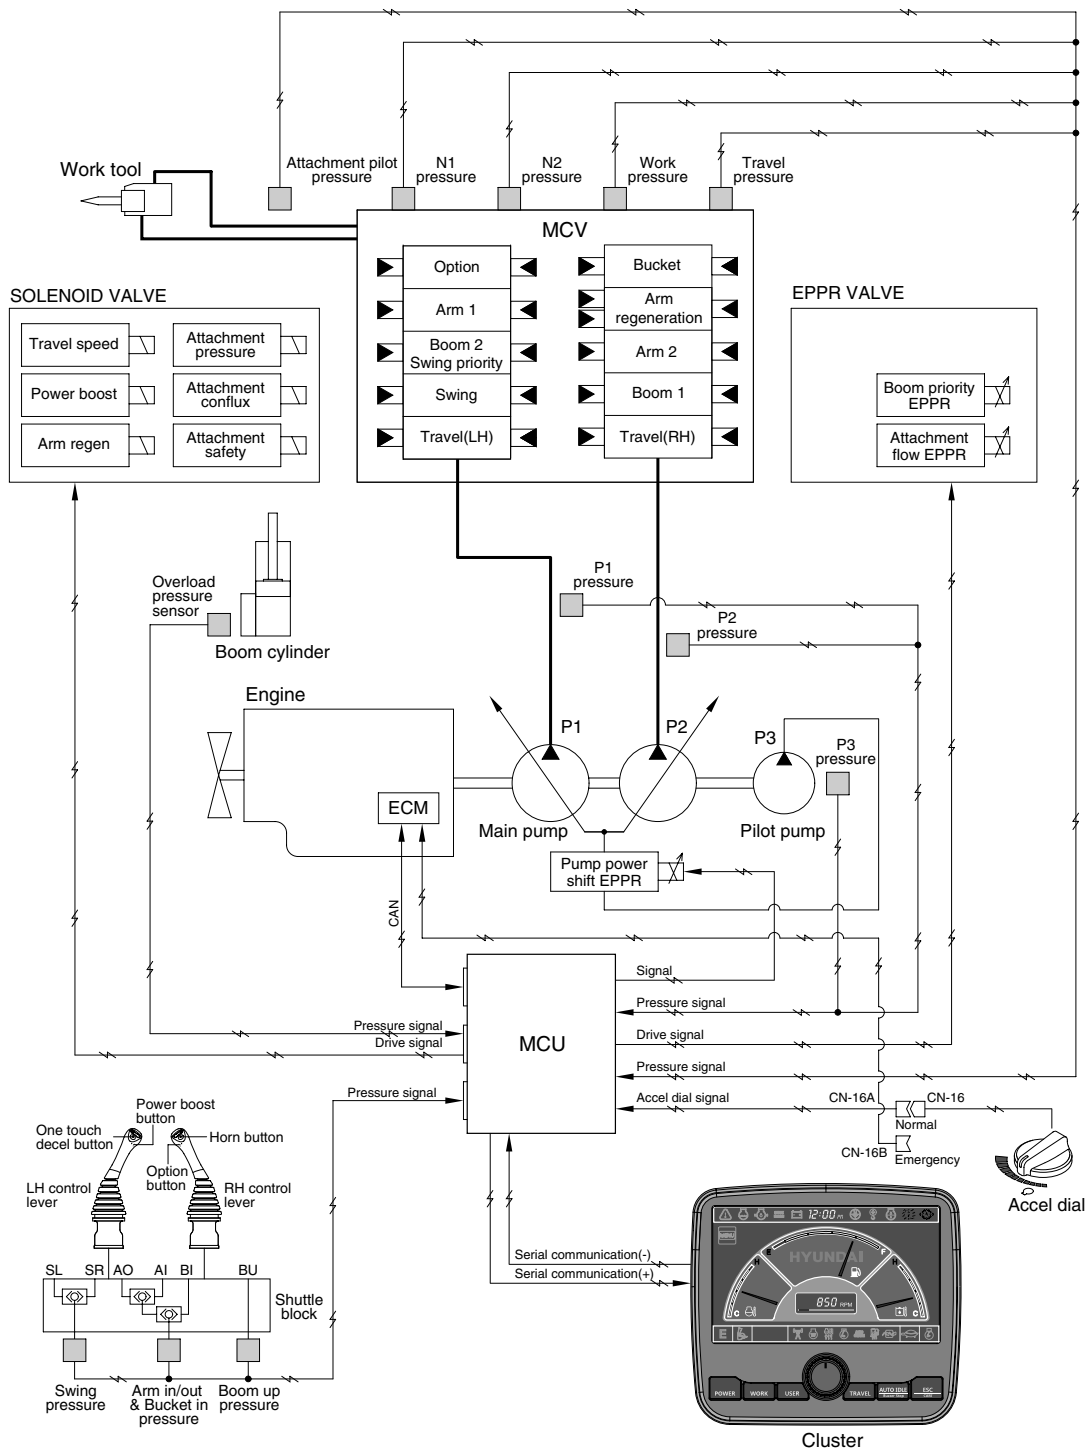 Attachment pilot
pressure
N1
pressure
N2
pressure
Work
pressure
Travel
pressure
Work tool
MCV
Option
Arm 1
Boom 2
Swing priority
Swing
Travel(LH)
Bucket
Arm
regeneration
Arm 2
Boom 1
Travel(RH)
SOLENOID VALVE
Travel speed
Attachment
pressure
Power boost
Attachment
conflux
Arm regen
Attachment
safety
EPPR VALVE
Boom priority
EPPR
Attachment
flow EPPR
Overload
pressure
sensor
Boom cylinder
P1
pressure
P2
pressure
Engine
ECM
P1
P2
P3
P3
pressure
Main pump
Pilot pump
Pump power
shift EPPR
CAN
MCU
Signal
Pressure signal
Drive signal
Pressure signal
Accel dial signal
Pressure signal
Drive signal
Pressure signal
CN-16A
CN-16
Normal
CN-16B
Emergency
Accel dial
Power boost
button
One touch
decel button
Horn button
Option
button
LH control
lever
RH control
lever
SL
SR
AO
AI
BI
BU
Shuttle
block
Swing
pressure
Arm in/out
& Bucket in
pressure
Boom up
pressure
Serial communication(-)
Serial communication(+)
12:00
MENU
HYUNDAI
E
F
H
C
H
C
850 RPM
E
POWER
WORK
USER
TRAVEL
AUTO IDLE
ESC
Cluster